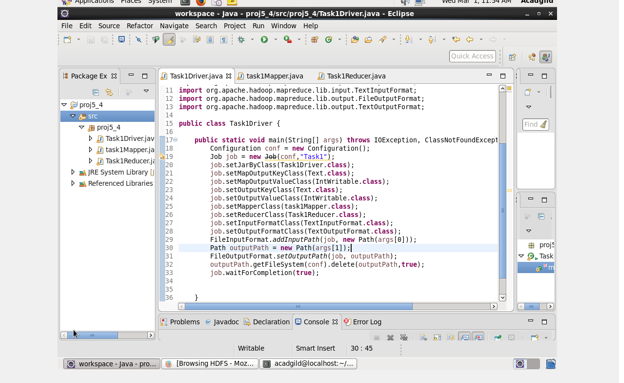 Applications Places System Wed Mar 1, 11:54 AM Acadgild
workspace - Java - proj5_4/src/proj5_4/Task1Driver.java - Eclipse
File Edit Source Refactor Navigate Search Project Run Window Help
Quick Access
Package Ex
Task1Driver.java task1Mapper.java Task1Reducer.java
proj5_4
src
proj5_4
Task1Driver.jav
task1Mapper.ja
Task1Reducer.j
JRE System Library [
Referenced Libraries
11 import org.apache.hadoop.mapreduce.lib.input.TextInputFormat;
12 import org.apache.hadoop.mapreduce.lib.output.FileOutputFormat;
13 import org.apache.hadoop.mapreduce.lib.output.TextOutputFormat;
14
15 public class Task1Driver {
16
17 public static void main(String[] args) throws IOException, ClassNotFoundExcept
18 Configuration conf = new Configuration();
19 Job job = new Job(conf,"Task1");
20 job.setJarByClass(Task1Driver.class);
21 job.setMapOutputKeyClass(Text.class);
22 job.setMapOutputValueClass(IntWritable.class);
23 job.setOutputKeyClass(Text.class);
24 job.setOutputValueClass(IntWritable.class);
25 job.setMapperClass(task1Mapper.class);
26 job.setReducerClass(Task1Reducer.class);
27 job.setInputFormatClass(TextInputFormat.class);
28 job.setOutputFormatClass(TextOutputFormat.class);
29 FileInputFormat.addInputPath(job, new Path(args[0]));
30 Path outputPath = new Path(args[1]);
31 FileOutputFormat.setOutputPath(job, outputPath);
32 outputPath.getFileSystem(conf).delete(outputPath,true);
33 job.waitForCompletion(true);
34
35
36 }
Find
proj5
Task
m
Problems Javadoc Declaration Console Error Log
Writable Smart Insert 30 : 45
workspace - Java - pro... [Browsing HDFS - Moz... acadgild@localhost:~/...